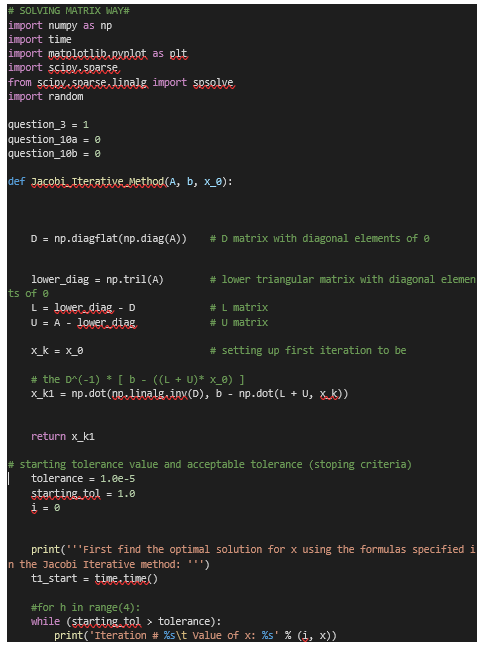 # SOLVING MATRIX WAY#
import numpy as np
import time
import matplotlib.pyplot as plt
import scipy.sparse
from scipy.sparse.linalg import spsolve
import random
question_3 = 1
question_10a = 0
question_10b = 0
def Jacobi_Iterative_Method(A, b, x_0):
D = np.diagflat(np.diag(A))    # D matrix with diagonal elements of 0
lower_diag = np.tril(A)        # lower triangular matrix with diagonal elemen
ts of 0
L = lower_diag - D             # L matrix
U = A - lower_diag             # U matrix
x_k = x_0                      # setting up first iteration to be
# the D^(-1) * [ b - ((L + U)* x_0) ]
x_k1 = np.dot(np.linalg.inv(D), b - np.dot(L + U, x_k))
return x_k1
# starting tolerance value and acceptable tolerance (stoping criteria)
tolerance = 1.0e-5
starting_tol = 1.0
i = 0
print('''First find the optimal solution for x using the formulas specified i
n the Jacobi Iterative method: ''')
t1_start = time.time()
#for h in range(4):
while (starting_tol > tolerance):
print('Iteration # %s\t Value of x: %s' % (i, x))